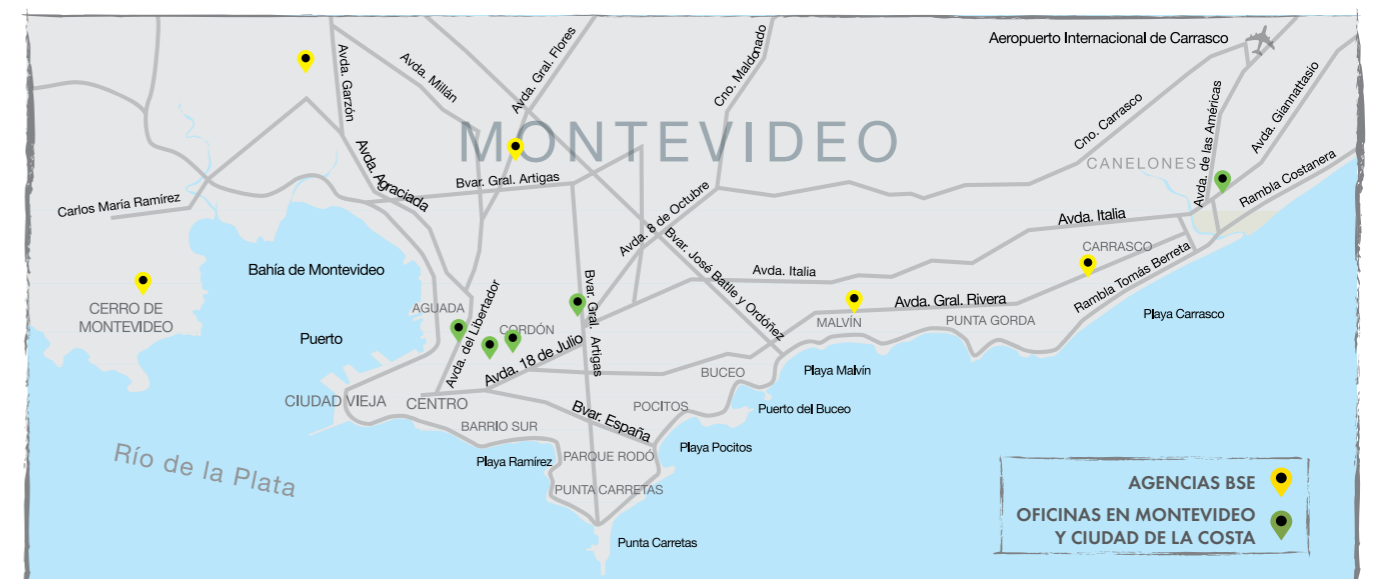 Aeropuerto Internacional de Carrasco
Avda. Garzón
Avda. Millán
Avda. Gral. Flores
Cno. Maldonado
Cno. Carrasco
Avda. de las Américas
Avda. Giannattasio
MONTEVIDEO
CANELONES
Avda. Agraciada
Bvar. Gral. Artigas
Rambla Costanera
Carlos María Ramírez
Avda. 8 de Octubre
Avda. Italia
Bvar. José Batlle y Ordóñez
CARRASCO
Bahía de Montevideo
Avda. Italia
Rambla Tomás Berreta
CERRO DE
MONTEVIDEO
AGUADA
Avda. del Libertador
CORDÓN
Bvar. Gral. Artigas
Avda. Gral. Rivera
MALVÍN
PUNTA GORDA
Playa Carrasco
Puerto
Avda. 18 de Julio
BUCEO
Playa Malvín
CIUDAD VIEJA
CENTRO
POCITOS
Puerto del Buceo
Bvar. España
BARRIO SUR
Playa Pocitos
Playa Ramírez
PARQUE RODÓ
Río de la Plata
PUNTA CARRETAS
Punta Carretas
AGENCIAS BSE
OFICINAS EN MONTEVIDEO
Y CIUDAD DE LA COSTA